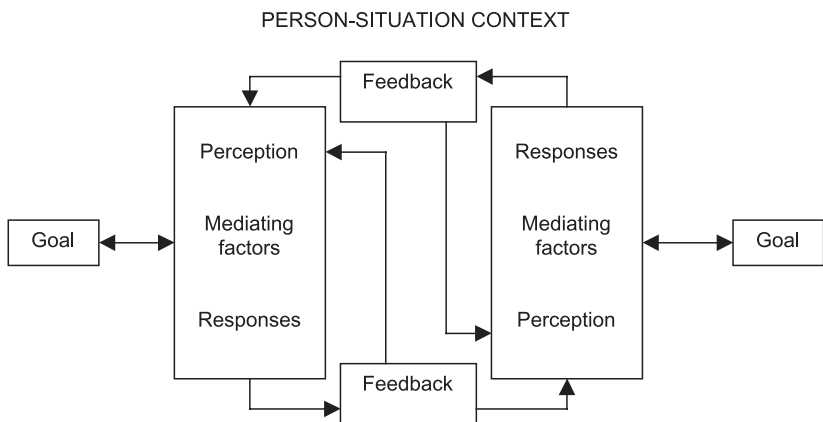 PERSON-SITUATION CONTEXT
Feedback
Perception
Mediating
factors
Responses
Responses
Mediating
factors
Perception
Goal
Goal
Feedback